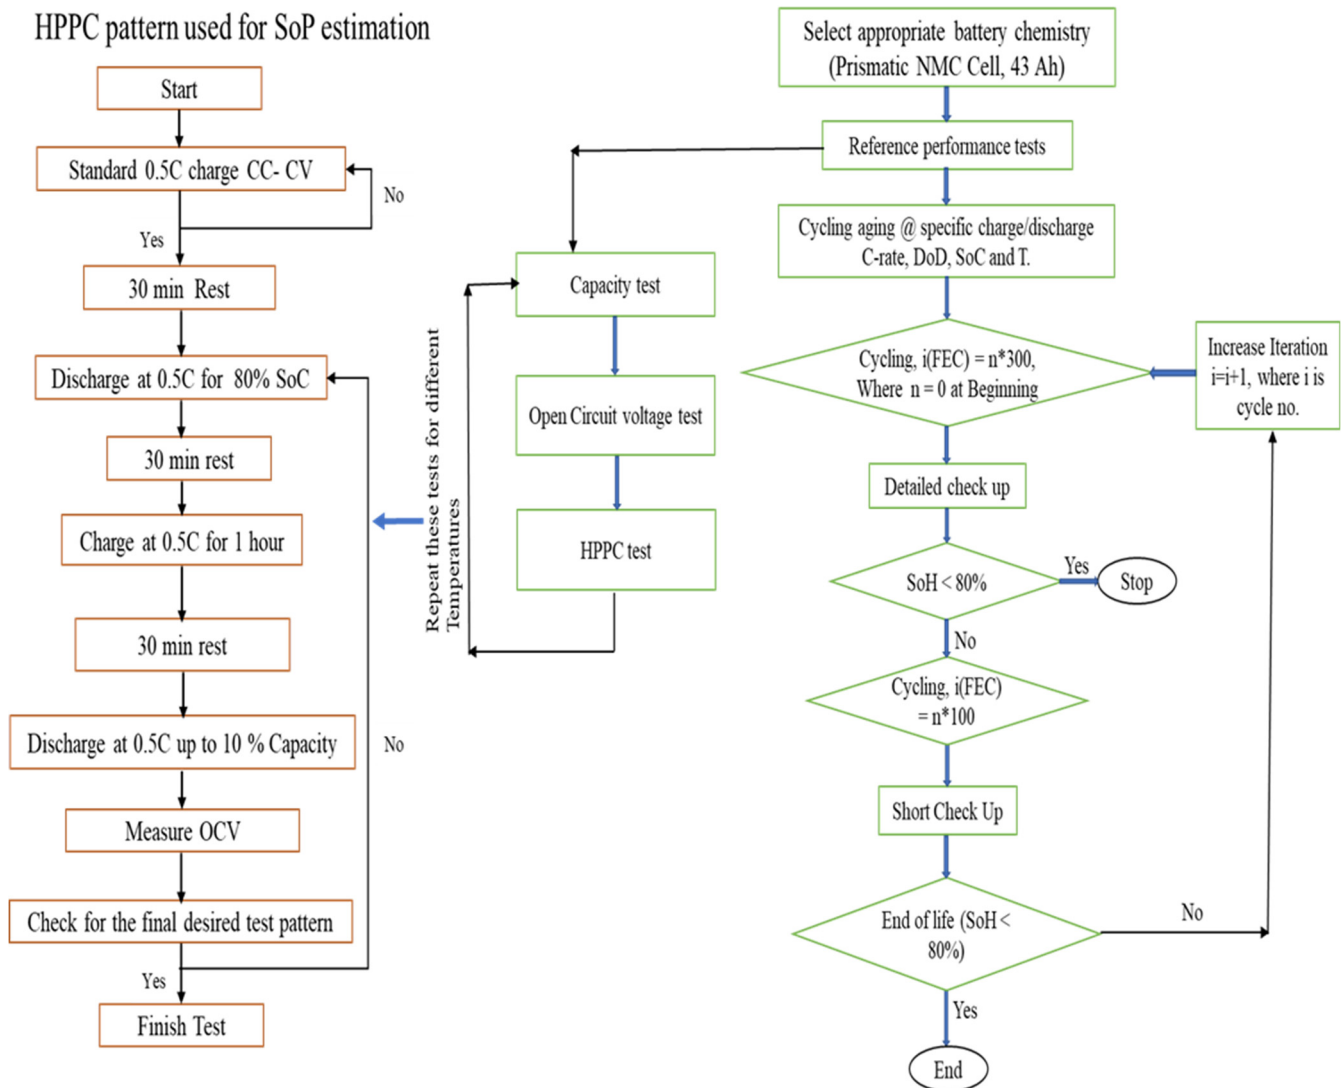 HPPC pattern used for SoP estimation
Start
Standard 0.5C charge CC- CV
No
Yes
30 min Rest
Discharge at 0.5C for 80% SoC
30 min rest
Charge at 0.5C for 1 hour
30 min rest
Discharge at 0.5C up to 10 % Capacity
No
Measure OCV
Check for the final desired test pattern
Yes
Finish Test
Repeat these tests for different
Temperatures
Capacity test
Open Circuit voltage test
HPPC test
Select appropriate battery chemistry
(Prismatic NMC Cell, 43 Ah)
Reference performance tests
Cycling aging @ specific charge/discharge
C-rate, DoD, SoC and T.
Cycling, i(FEC) = n*300,
Where n = 0 at Beginning
Increase Iteration
i=i+1, where i is
cycle no.
Detailed check up
SoH < 80%
Yes
Stop
No
Cycling, i(FEC)
= n*100
Short Check Up
End of life (SoH <
80%)
No
Yes
End